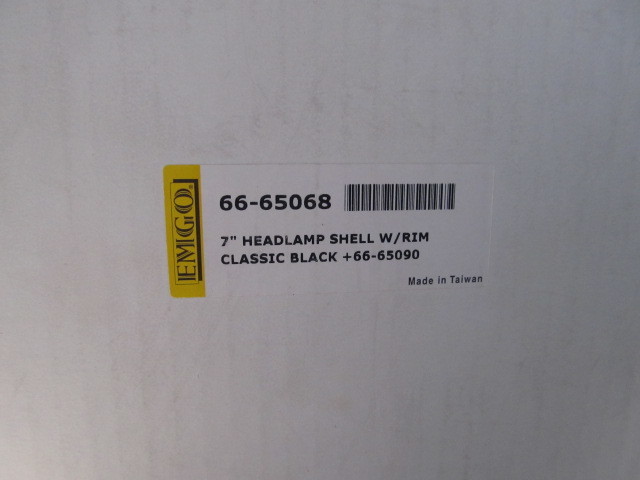 EMGO®
66-65068
7" HEADLAMP SHELL W/RIM
CLASSIC BLACK +66-65090
Made in Taiwan